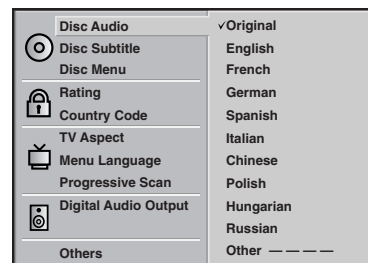 Disc Audio
Disc Subtitle
Disc Menu
Rating
Country Code
TV Aspect
Menu Language
Progressive Scan
Digital Audio Output
Others
✓Original
English
French
German
Spanish
Italian
Chinese
Polish
Hungarian
Russian
Other — — — —